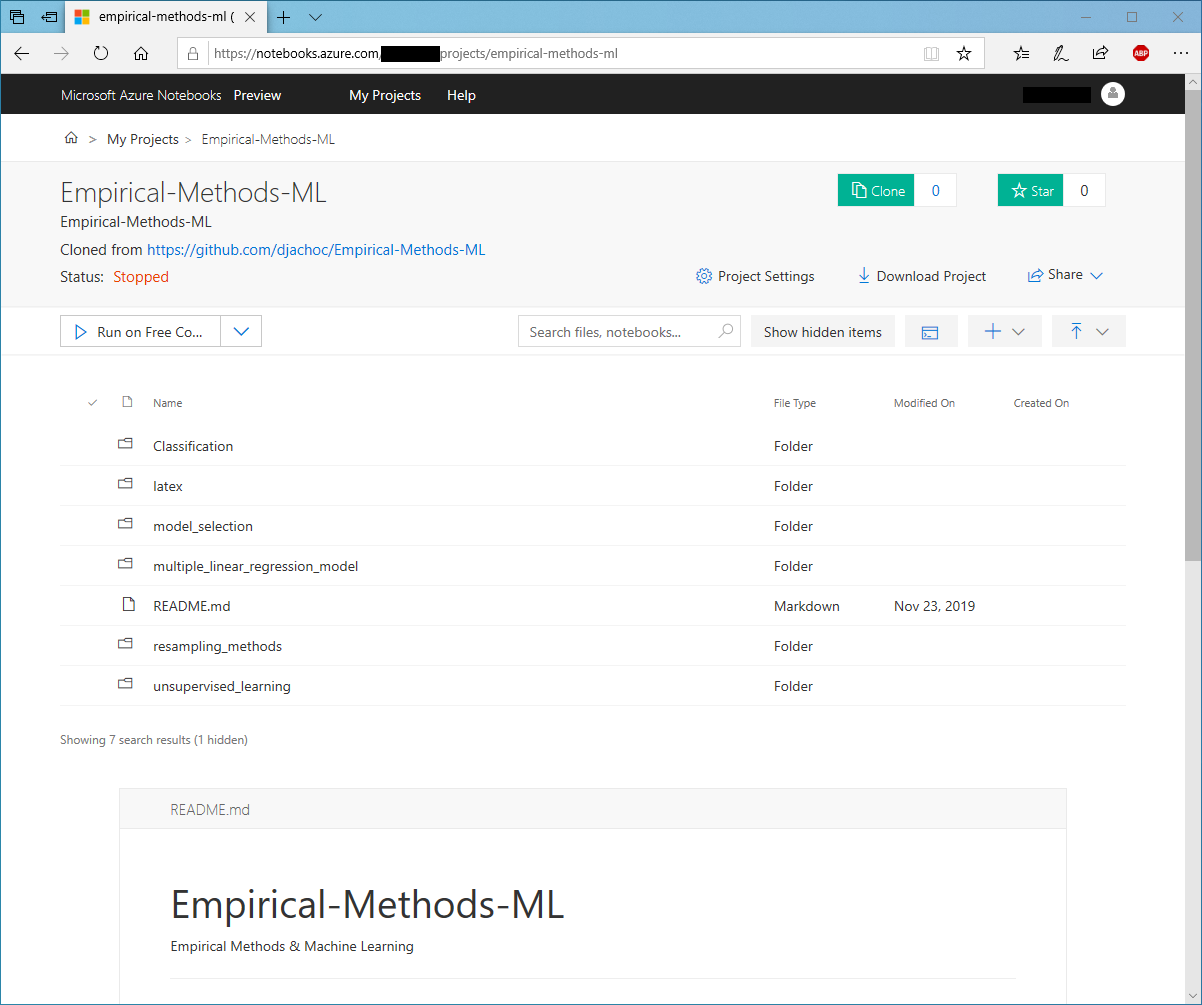 empirical-methods-ml (
https://notebooks.azure.com/ projects/empirical-methods-ml
ABP
Microsoft Azure Notebooks Preview My Projects Help
> My Projects > Empirical-Methods-ML
Empirical-Methods-ML
Clone 0 Star 0
Empirical-Methods-ML
Cloned from https://github.com/djachoc/Empirical-Methods-ML
Status: Stopped
Project Settings Download Project Share
Run on Free Co... Search files, notebooks... Show hidden items
Name File Type Modified On Created On
Classification Folder
latex Folder
model_selection Folder
multiple_linear_regression_model Folder
README.md Markdown Nov 23, 2019
resampling_methods Folder
unsupervised_learning Folder
Showing 7 search results (1 hidden)
README.md
Empirical-Methods-ML
Empirical Methods & Machine Learning